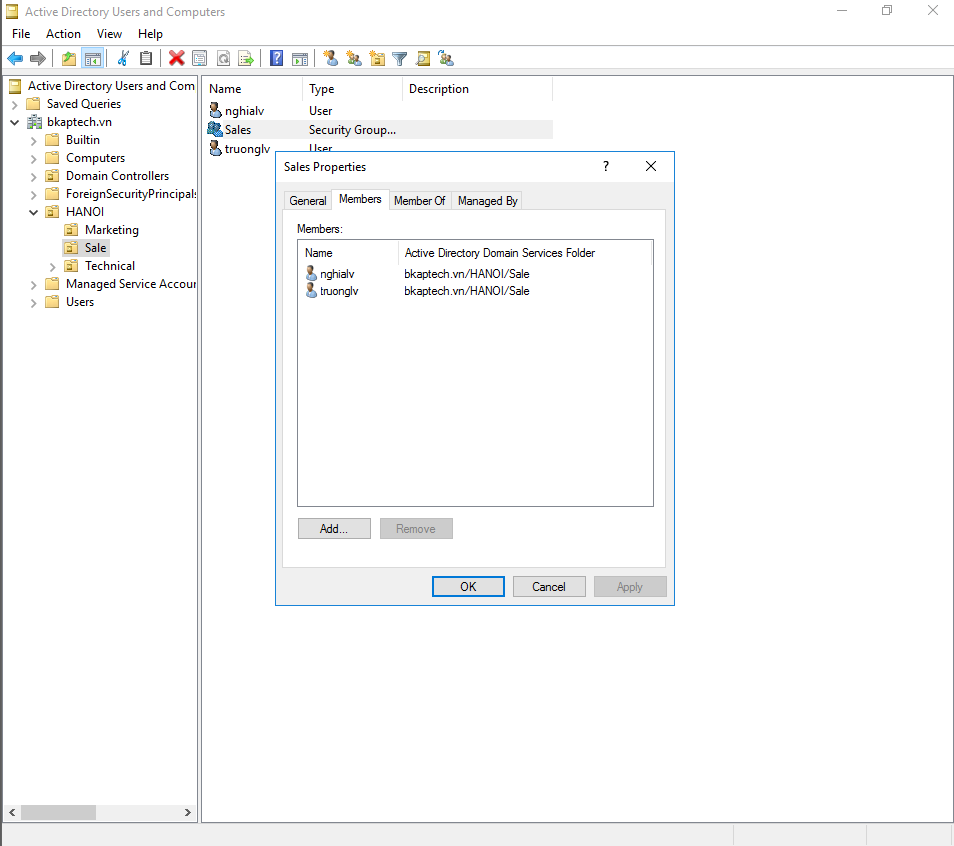 Active Directory Users and Computers
File Action View Help
Active Directory Users and Com
Saved Queries
bkaptech.vn
Builtin
Computers
Domain Controllers
ForeignSecurityPrincipals
HANOI
Marketing
Sale
Technical
Managed Service Accour
Users
Name Type Description
nghialv User
Sales Security Group...
truonglv User
Sales Properties ?
General Members Member Of Managed By
Members:
Name Active Directory Domain Services Folder
nghialv bkaptech.vn/HANOI/Sale
truonglv bkaptech.vn/HANOI/Sale
Add... Remove
OK Cancel Apply